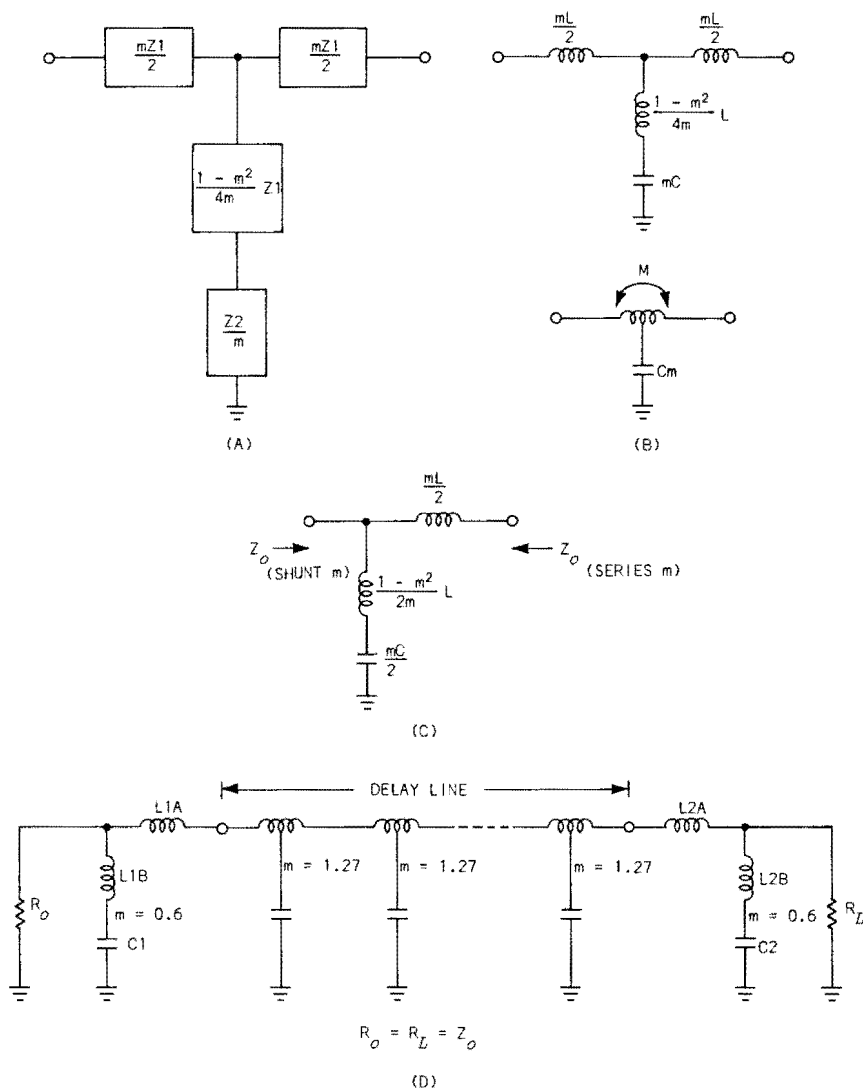 mZ1
2
mZ1
2
1 - m²
4m
Z1
Z2
m
(A)
mL
2
mL
2
1 - m²
4m
L
mC
M
Cm
(B)
mL
2
Zo
(SHUNT m)
Zo
(SERIES m)
1 - m²
2m
L
mC
2
(C)
DELAY LINE
L1A
L2A
L1B
m = 0.6
C1
Ro
m = 1.27
m = 1.27
m = 1.27
L2B
m = 0.6
C2
RL
Ro = RL = Zo
(D)